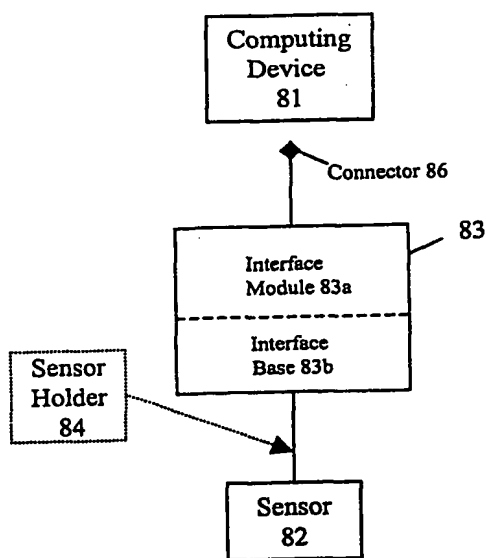 Computing
Device
81
Connector 86
83
Interface
Module 83a
Interface
Base 83b
Sensor
Holder
84
Sensor
82